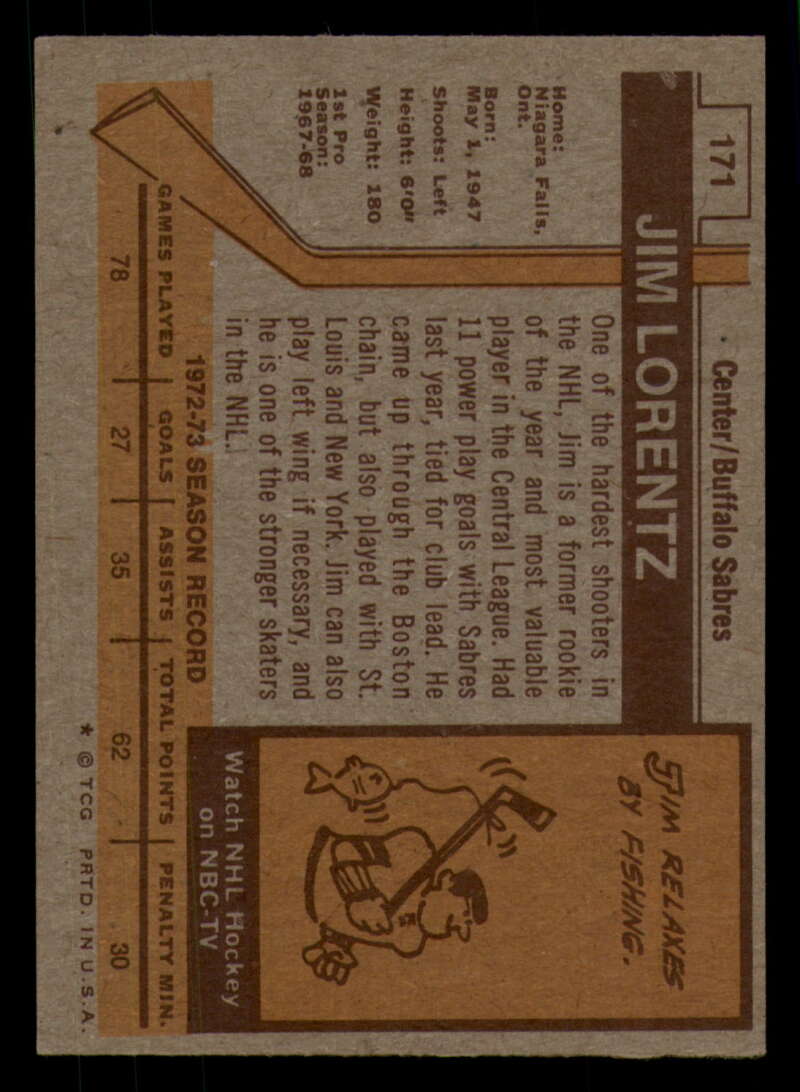 171
Center/Buffalo Sabres
JIM LORENTZ
Home:
Niagara Falls,
Ont.
Born:
May 1, 1947
Shoots: Left
Height: 6'0"
Weight: 180
1st Pro
Season:
1967-68
One of the hardest shooters in
the NHL, Jim is a former rookie
of the year and most valuable
player in the Central League. Had
11 power play goals with Sabres
last year, tied for club lead. He
came up through the Boston
chain, but also played with St.
Louis and New York. Jim can also
play left wing if necessary, and
he is one of the stronger skaters
in the NHL.
JIM RELAXES
BY FISHING.
Watch NHL Hockey
on NBC-TV
1972-73 SEASON RECORD
GAMES PLAYED GOALS ASSISTS TOTAL POINTS PENALTY MIN.
78 27 35 62 30
* © TCG PRTD. IN U.S.A.